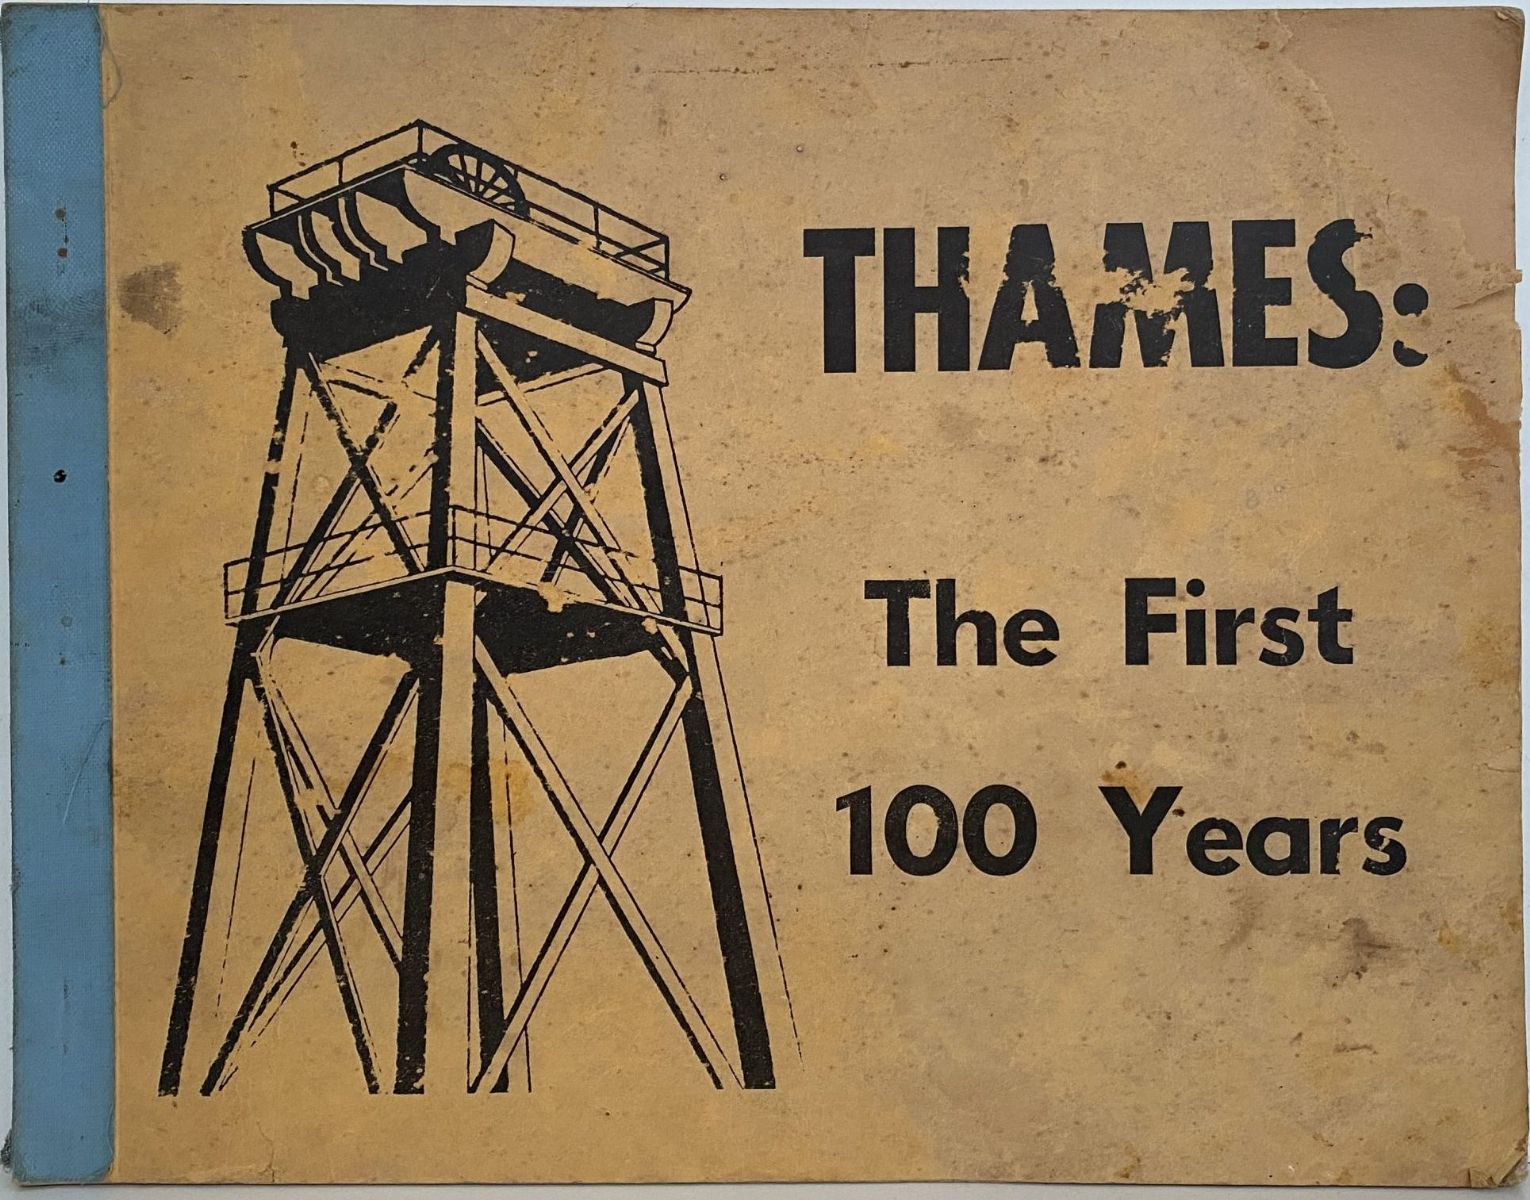 THAMES:
The First
100 Years